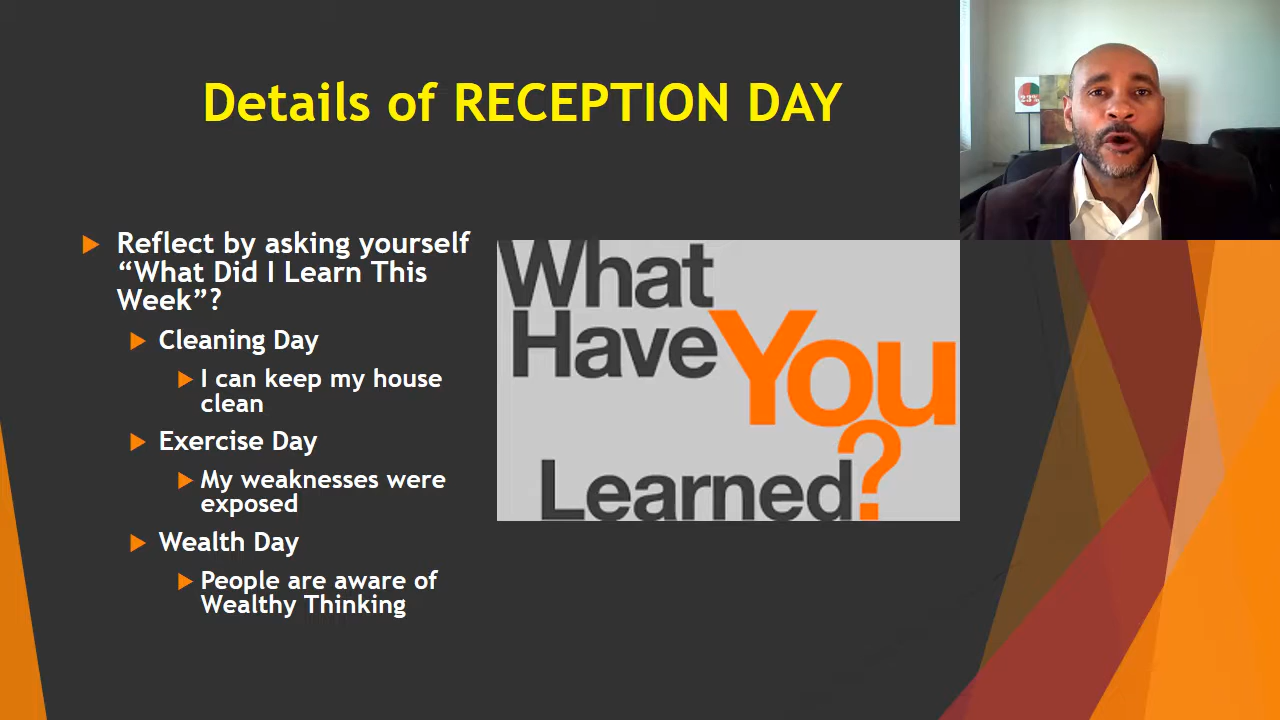 Details of RECEPTION DAY
Reflect by asking yourself
“What Did I Learn This
Week”?
Cleaning Day
I can keep my house
clean
Exercise Day
My weaknesses were
exposed
Wealth Day
People are aware of
Wealthy Thinking
What
Have You
Learned?